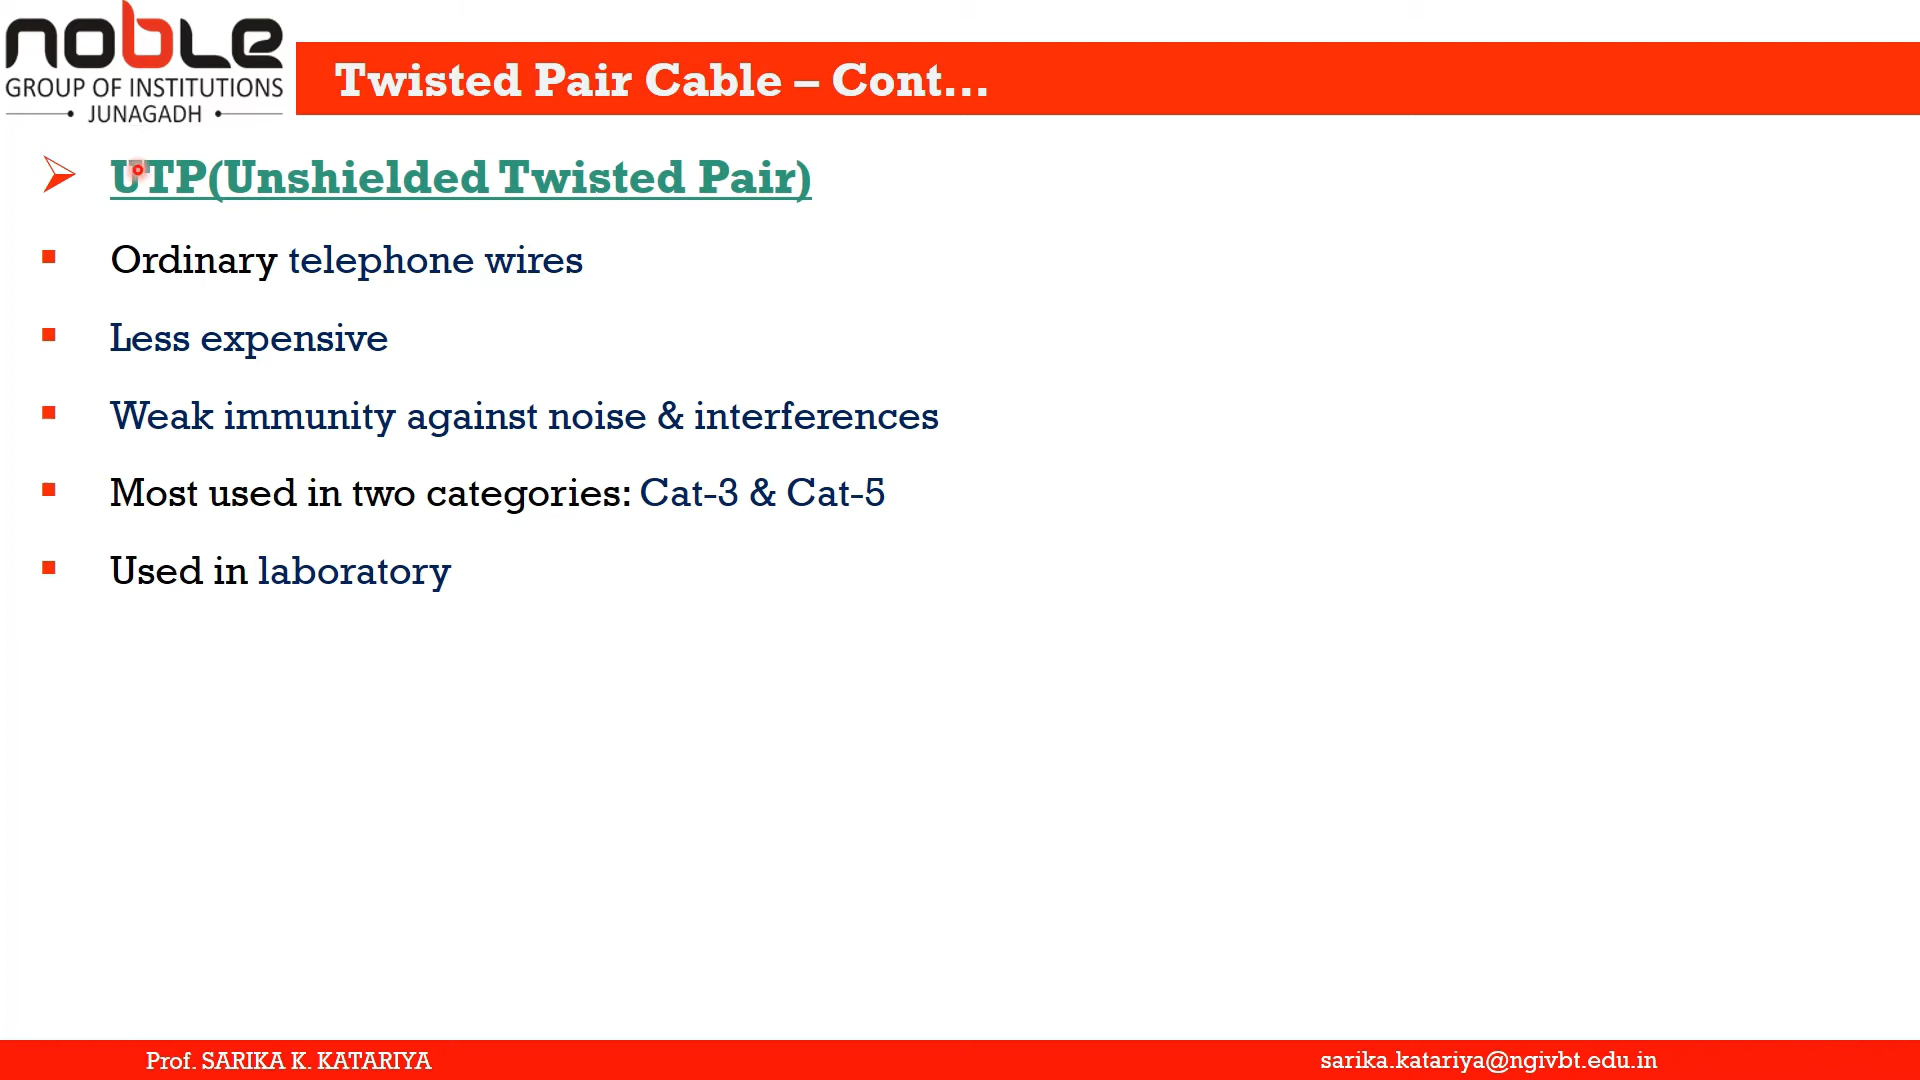 noble
GROUP OF INSTITUTIONS
JUNAGADH
Twisted Pair Cable – Cont...
UTP(Unshielded Twisted Pair)
Ordinary telephone wires
Less expensive
Weak immunity against noise & interferences
Most used in two categories: Cat-3 & Cat-5
Used in laboratory
Prof. SARIKA K. KATARIYA
sarika.katariya@ngivbt.edu.in